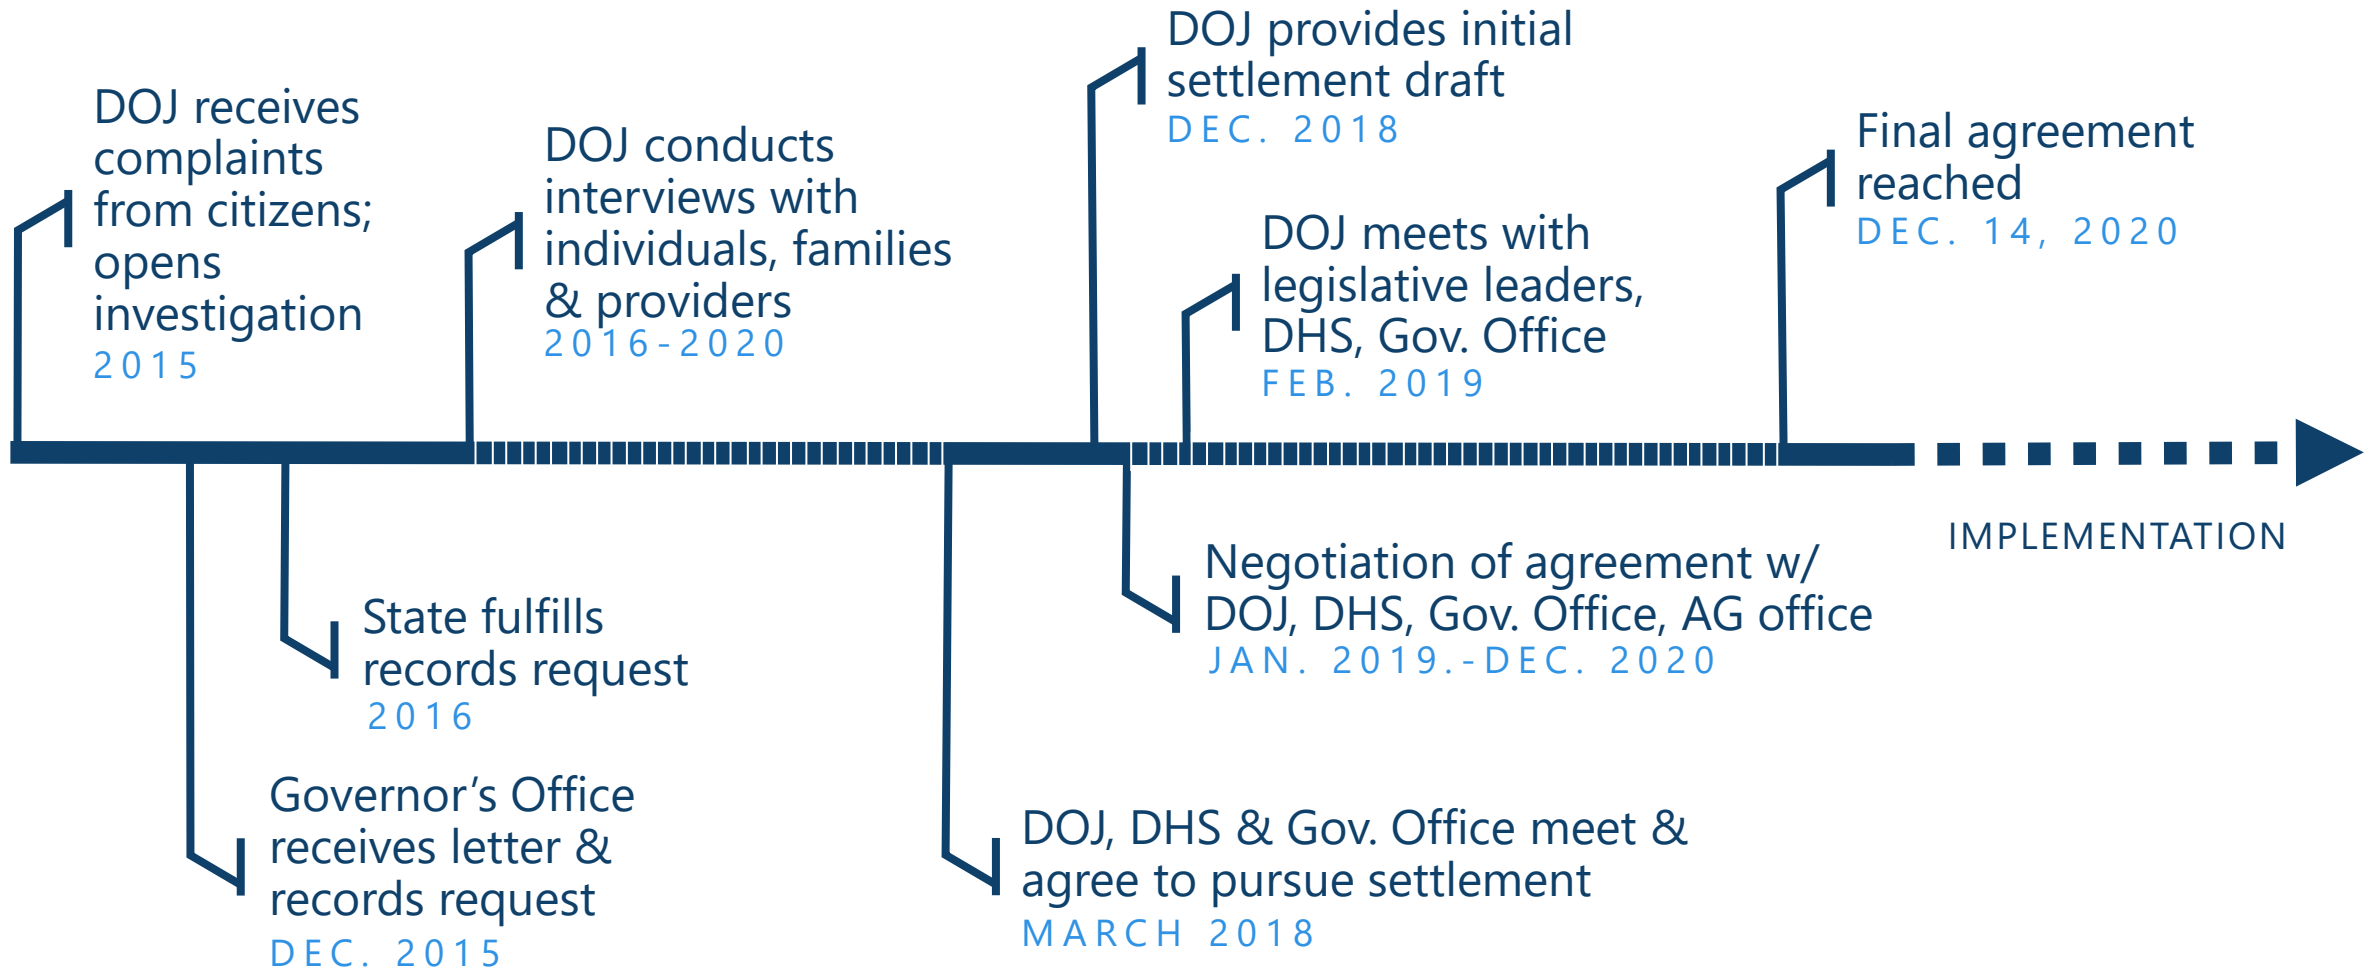 DOJ receives
complaints
from citizens;
opens
investigation
2015
DOJ conducts
interviews with
individuals, families
& providers
2016-2020
DOJ provides initial
settlement draft
DEC. 2018
DOJ meets with
legislative leaders,
DHS, Gov. Office
FEB. 2019
Final agreement
reached
DEC. 14, 2020
IMPLEMENTATION
State fulfills
records request
2016
Governor’s Office
receives letter &
records request
DEC. 2015
Negotiation of agreement w/
DOJ, DHS, Gov. Office, AG office
JAN. 2019.-DEC. 2020
DOJ, DHS & Gov. Office meet &
agree to pursue settlement
MARCH 2018